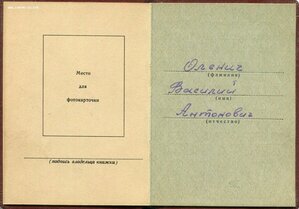 Место
для
фотокарточки
(подпись владельца книжки)
Оленич
(фамилия)
Василий
(имя)
Антонович
(отчество)